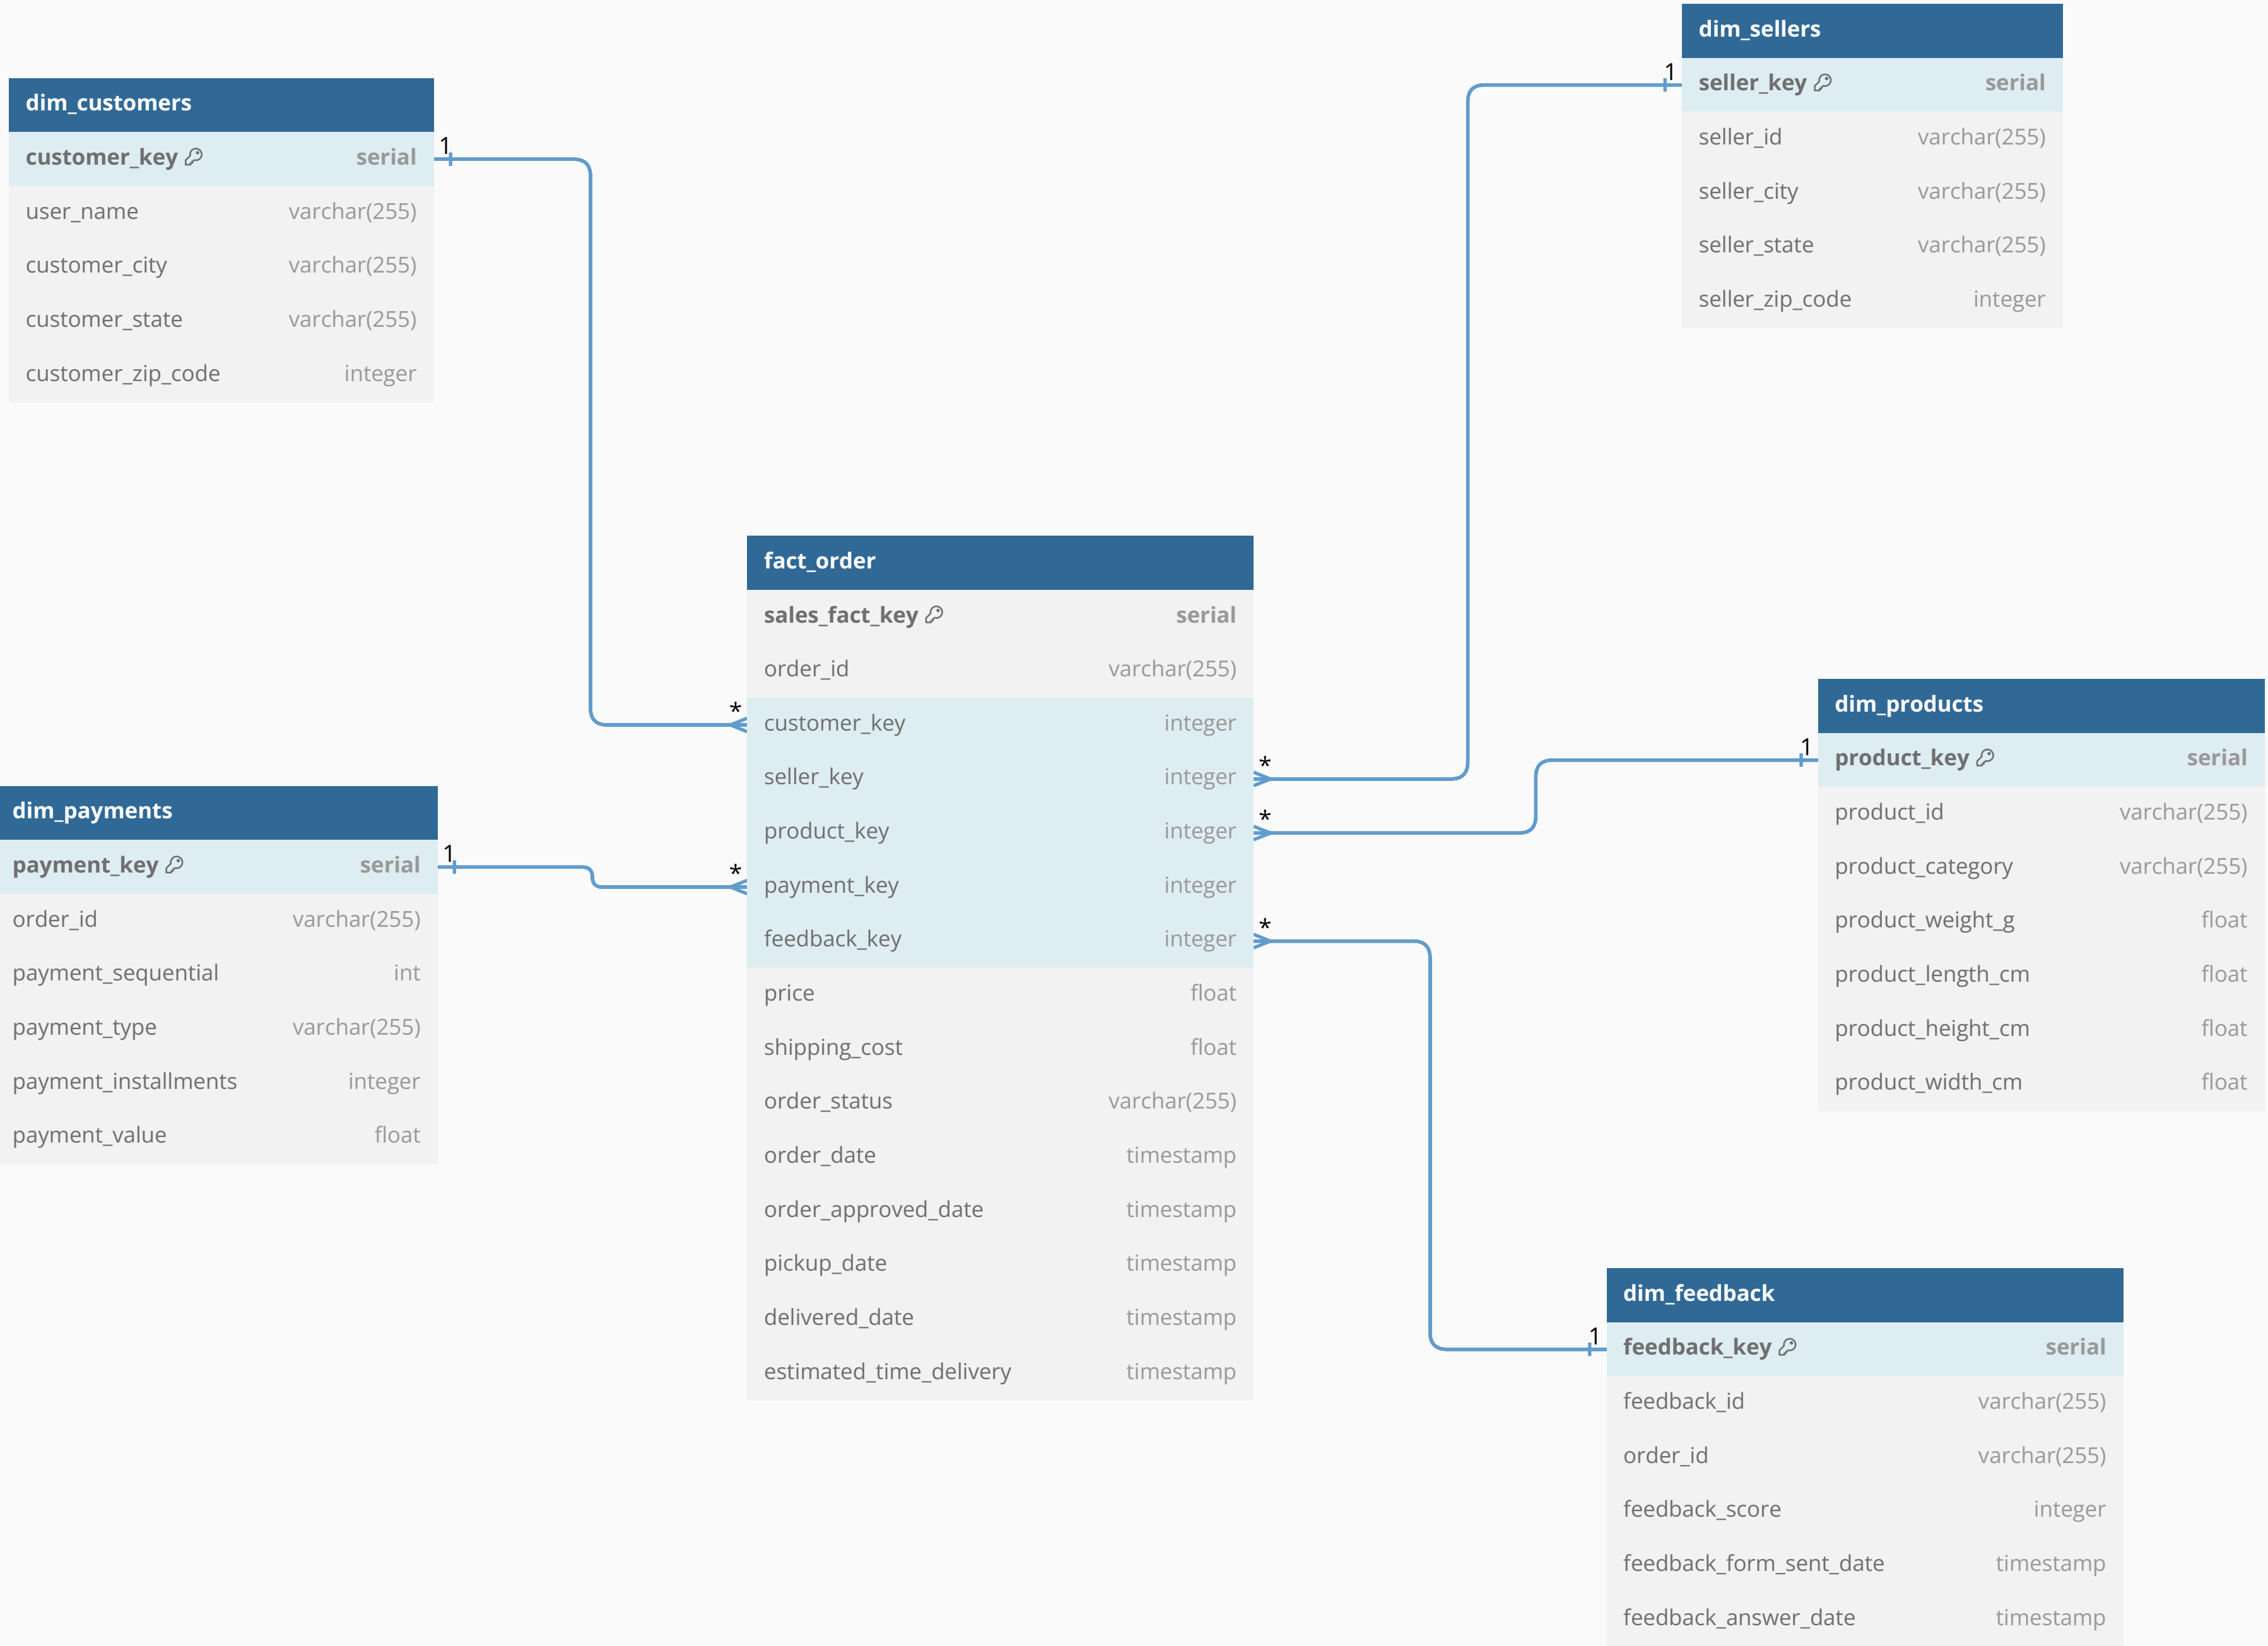 dim_customers
customer_key serial
user_name varchar(255)
customer_city varchar(255)
customer_state varchar(255)
customer_zip_code integer
1
dim_sellers
1
seller_key serial
seller_id varchar(255)
seller_city varchar(255)
seller_state varchar(255)
seller_zip_code integer
fact_order
sales_fact_key serial
order_id varchar(255)
*
customer_key integer
seller_key integer
*
product_key integer
*
*
payment_key integer
feedback_key integer
*
price float
shipping_cost float
order_status varchar(255)
order_date timestamp
order_approved_date timestamp
pickup_date timestamp
delivered_date timestamp
estimated_time_delivery timestamp
dim_payments
payment_key serial
1
order_id varchar(255)
payment_sequential int
payment_type varchar(255)
payment_installments integer
payment_value float
dim_products
1
product_key serial
product_id varchar(255)
product_category varchar(255)
product_weight_g float
product_length_cm float
product_height_cm float
product_width_cm float
dim_feedback
1
feedback_key serial
feedback_id varchar(255)
order_id varchar(255)
feedback_score integer
feedback_form_sent_date timestamp
feedback_answer_date timestamp